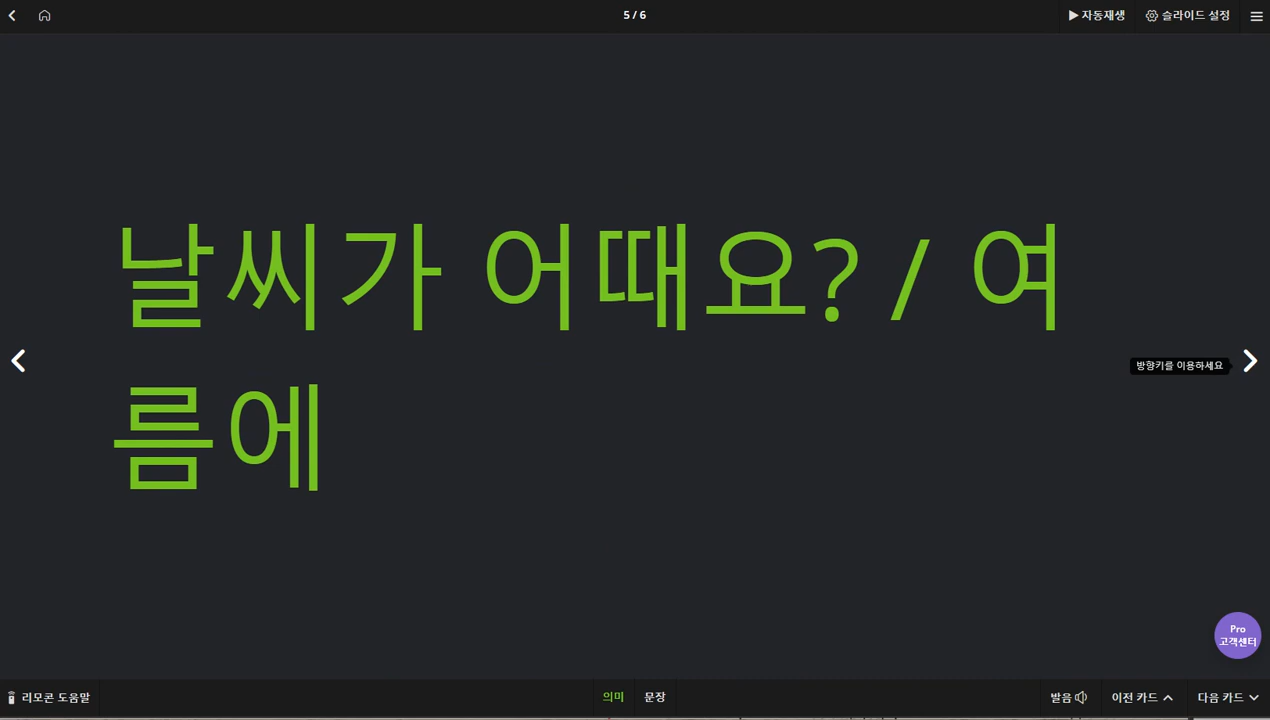 5 / 6
▶ 자동재생
슬라이드 설정
날씨가 어때요? / 여
름에
방향키를 이용하세요
Pro
고객센터
리모콘 도움말
의미
문장
발음
이전 카드
다음 카드